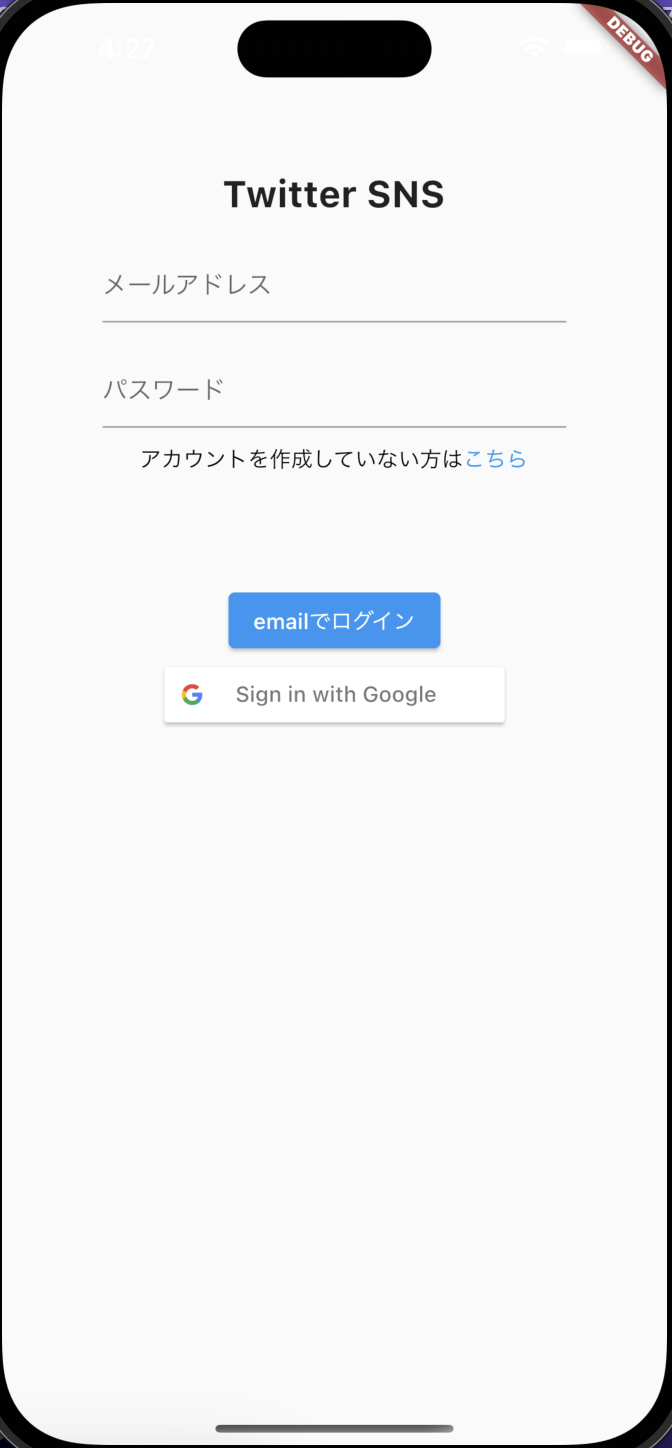 4:27
DEBUG
Twitter SNS
メールアドレス
パスワード
アカウントを作成していない方はこちら
emailでログイン
Sign in with Google